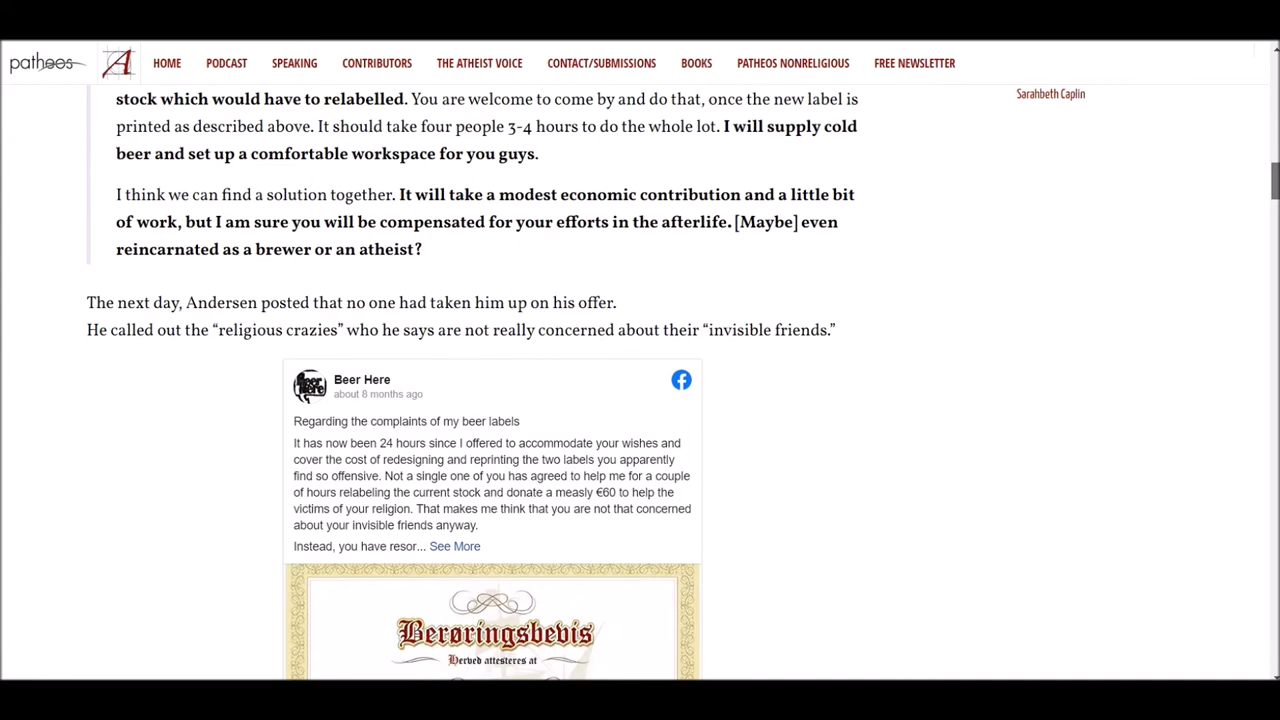 patheos
HOME PODCAST SPEAKING CONTRIBUTORS THE ATHEIST VOICE CONTACT/SUBMISSIONS BOOKS PATHEOS NONRELIGIOUS FREE NEWSLETTER
Sarahbeth Caplin
stock which would have to relabelled. You are welcome to come by and do that, once the new label is
printed as described above. It should take four people 3-4 hours to do the whole lot. I will supply cold
beer and set up a comfortable workspace for you guys.
I think we can find a solution together. It will take a modest economic contribution and a little bit
of work, but I am sure you will be compensated for your efforts in the afterlife. [Maybe] even
reincarnated as a brewer or an atheist?
The next day, Andersen posted that no one had taken him up on his offer.
He called out the “religious crazies” who he says are not really concerned about their “invisible friends.”
Beer Here
about 8 months ago
Regarding the complaints of my beer labels
It has now been 24 hours since I offered to accommodate your wishes and
cover the cost of redesigning and reprinting the two labels you apparently
find so offensive. Not a single one of you has agreed to help me for a couple
of hours relabeling the current stock and donate a measly €60 to help the
victims of your religion. That makes me think that you are not that concerned
about your invisible friends anyway.
Instead, you have resor... See More
Berøringsbevis
Herved attesteres at